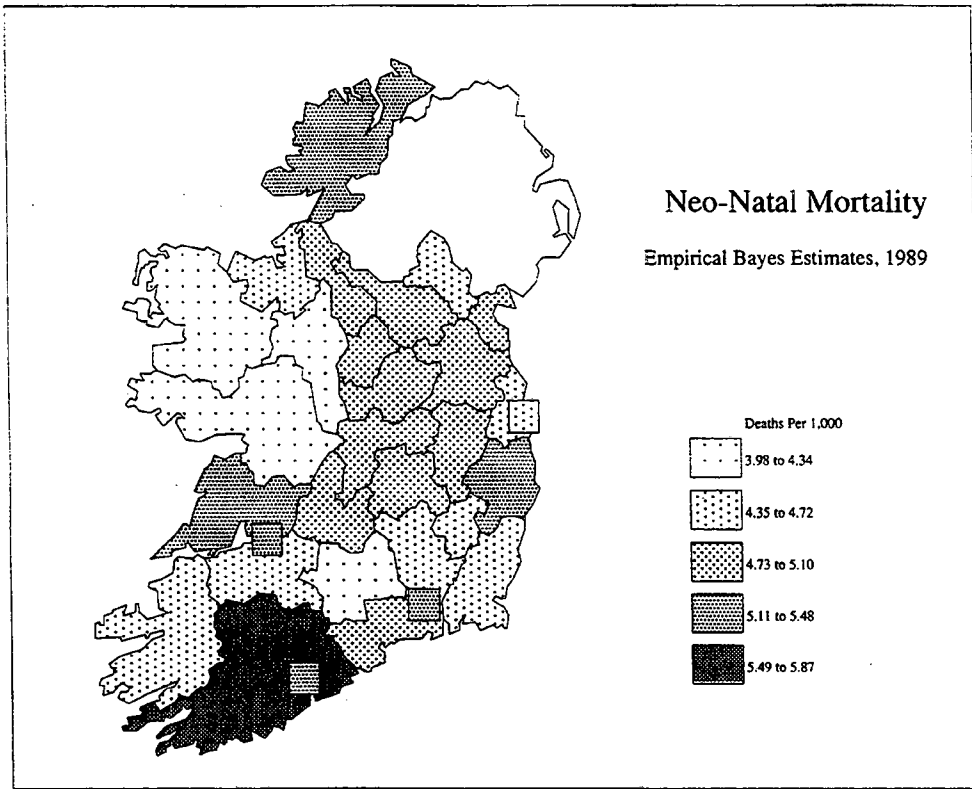 Neo-Natal Mortality
Empirical Bayes Estimates, 1989
Deaths Per 1,000
3.98 to 4.34
4.35 to 4.72
4.73 to 5.10
5.11 to 5.48
5.49 to 5.87